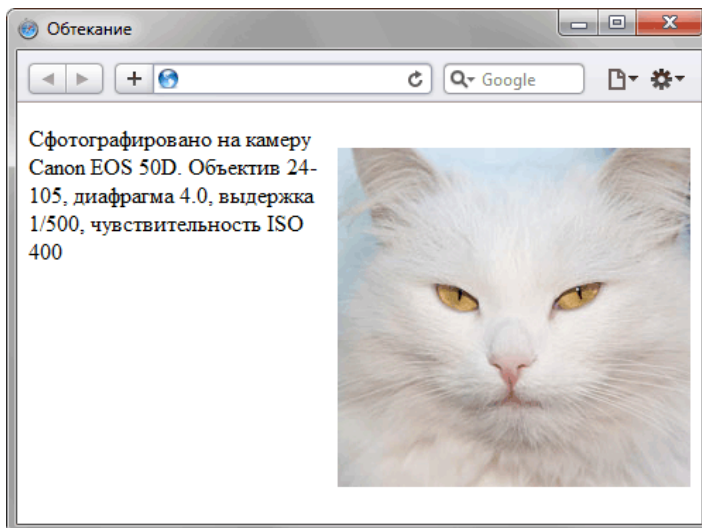 Обтекание
Google
Сфотографировано на камеру
Canon EOS 50D. Объектив 24-
105, диафрагма 4.0, выдержка
1/500, чувствительность ISO
400